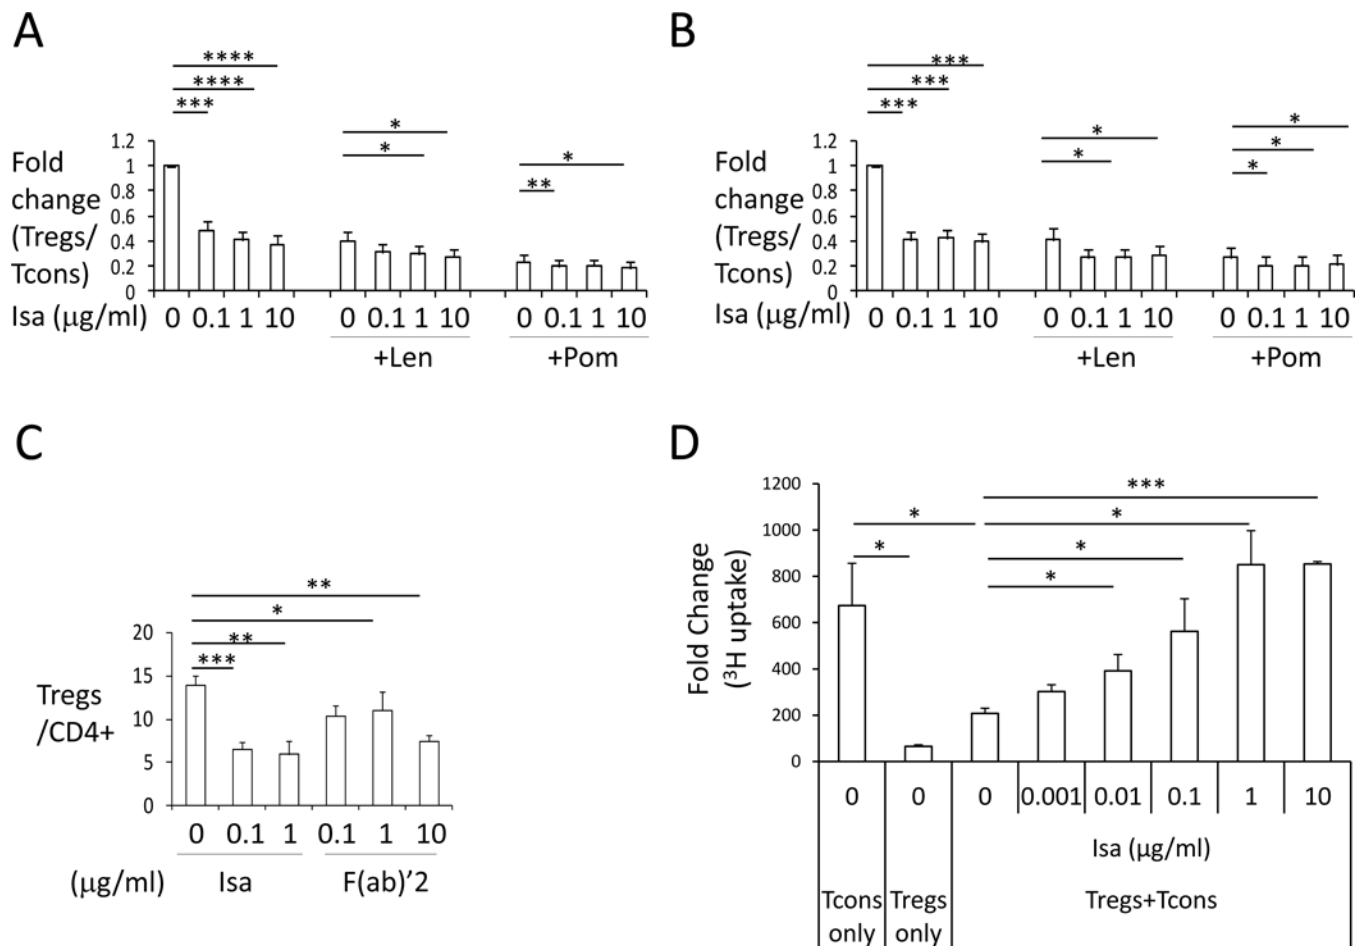 A
****
****
***
*
*
*
**
Fold
change
(Tregs/
Tcons)
1.2
1
0.8
0.6
0.4
0.2
0
Isa (μg/ml) 0 0.1 1 10 0 0.1 1 10 0 0.1 1 10
+Len +Pom
B
***
***
***
*
*
*
*
*
Fold
change
(Tregs/
Tcons)
1.2
1
0.8
0.6
0.4
0.2
0
Isa (μg/ml) 0 0.1 1 10 0 0.1 1 10 0 0.1 1 10
+Len +Pom
C
**
*
**
***
Tregs
/CD4+
20
15
10
5
0
0 0.1 1 0.1 1 10
(μg/ml) Isa F(ab)’2
D
***
*
*
*
*
*
Fold Change
(³H uptake)
1200
1000
800
600
400
200
0
0 0 0 0.001 0.01 0.1 1 10
Isa (μg/ml)
Tcons only
Tregs only
Tregs+Tcons